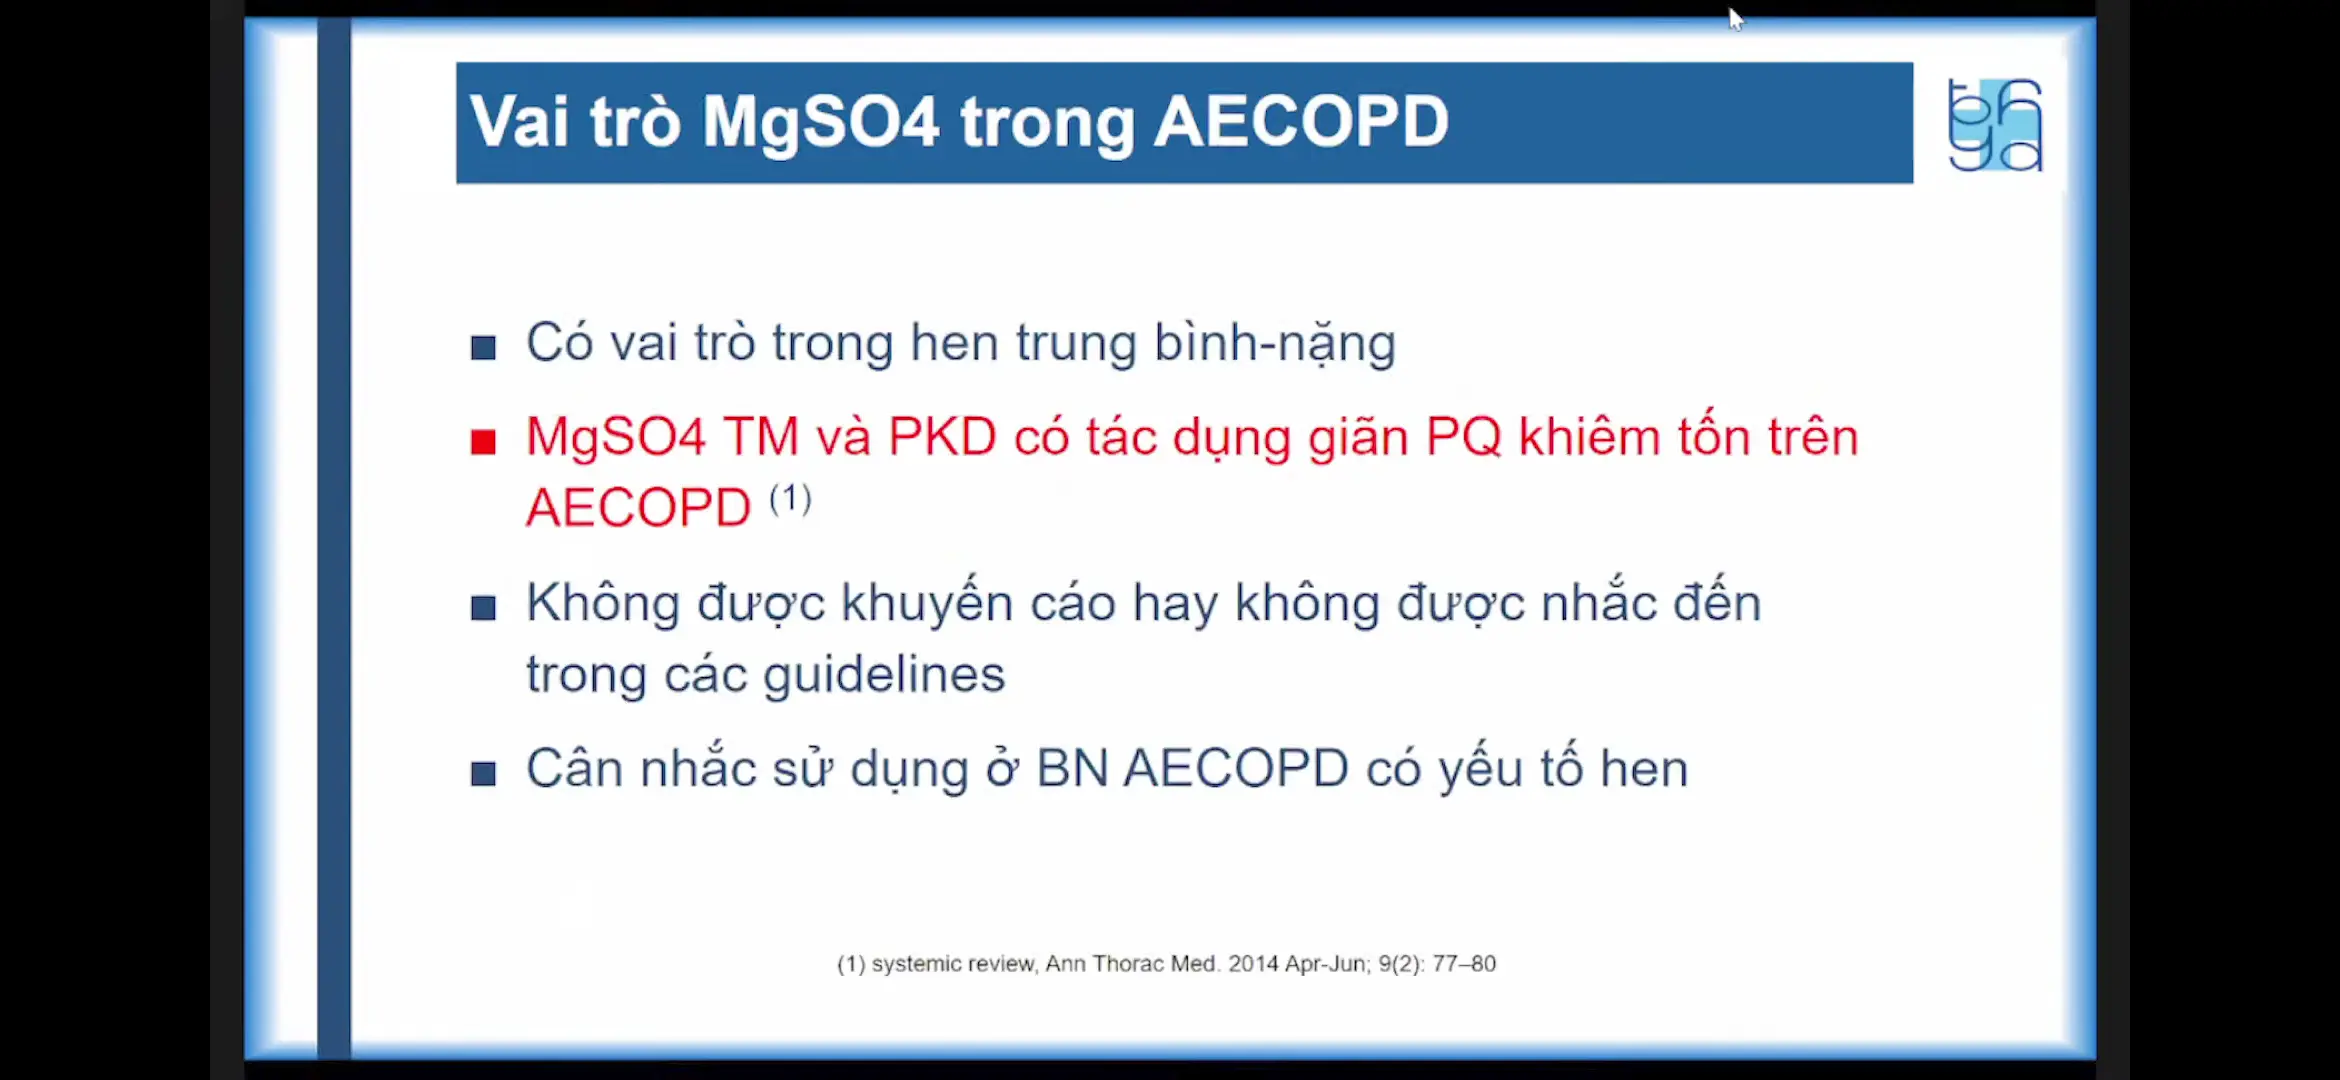 Vai trò MgSO4 trong AECOPD
Có vai trò trong hen trung bình-nặng
MgSO4 TM và PKD có tác dụng giãn PQ khiêm tốn trên
AECOPD (1)
Không được khuyến cáo hay không được nhắc đến
trong các guidelines
Cân nhắc sử dụng ở BN AECOPD có yếu tố hen
(1) systemic review, Ann Thorac Med. 2014 Apr-Jun; 9(2): 77–80